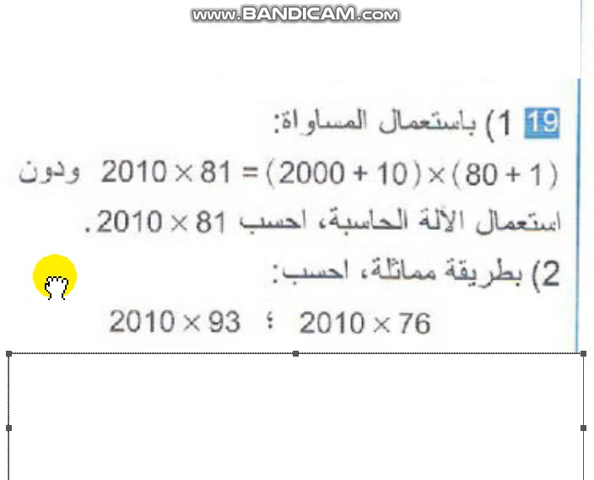 www.BANDICAM.com
19 1) باستعمال المساواة:
2010 × 81 = (2000 + 10) × (80 + 1) ودون
استعمال الآلة الحاسبة، احسب 2010 × 81.
2) بطريقة مماثلة، احسب:
2010 × 76 ؛ 2010 × 93